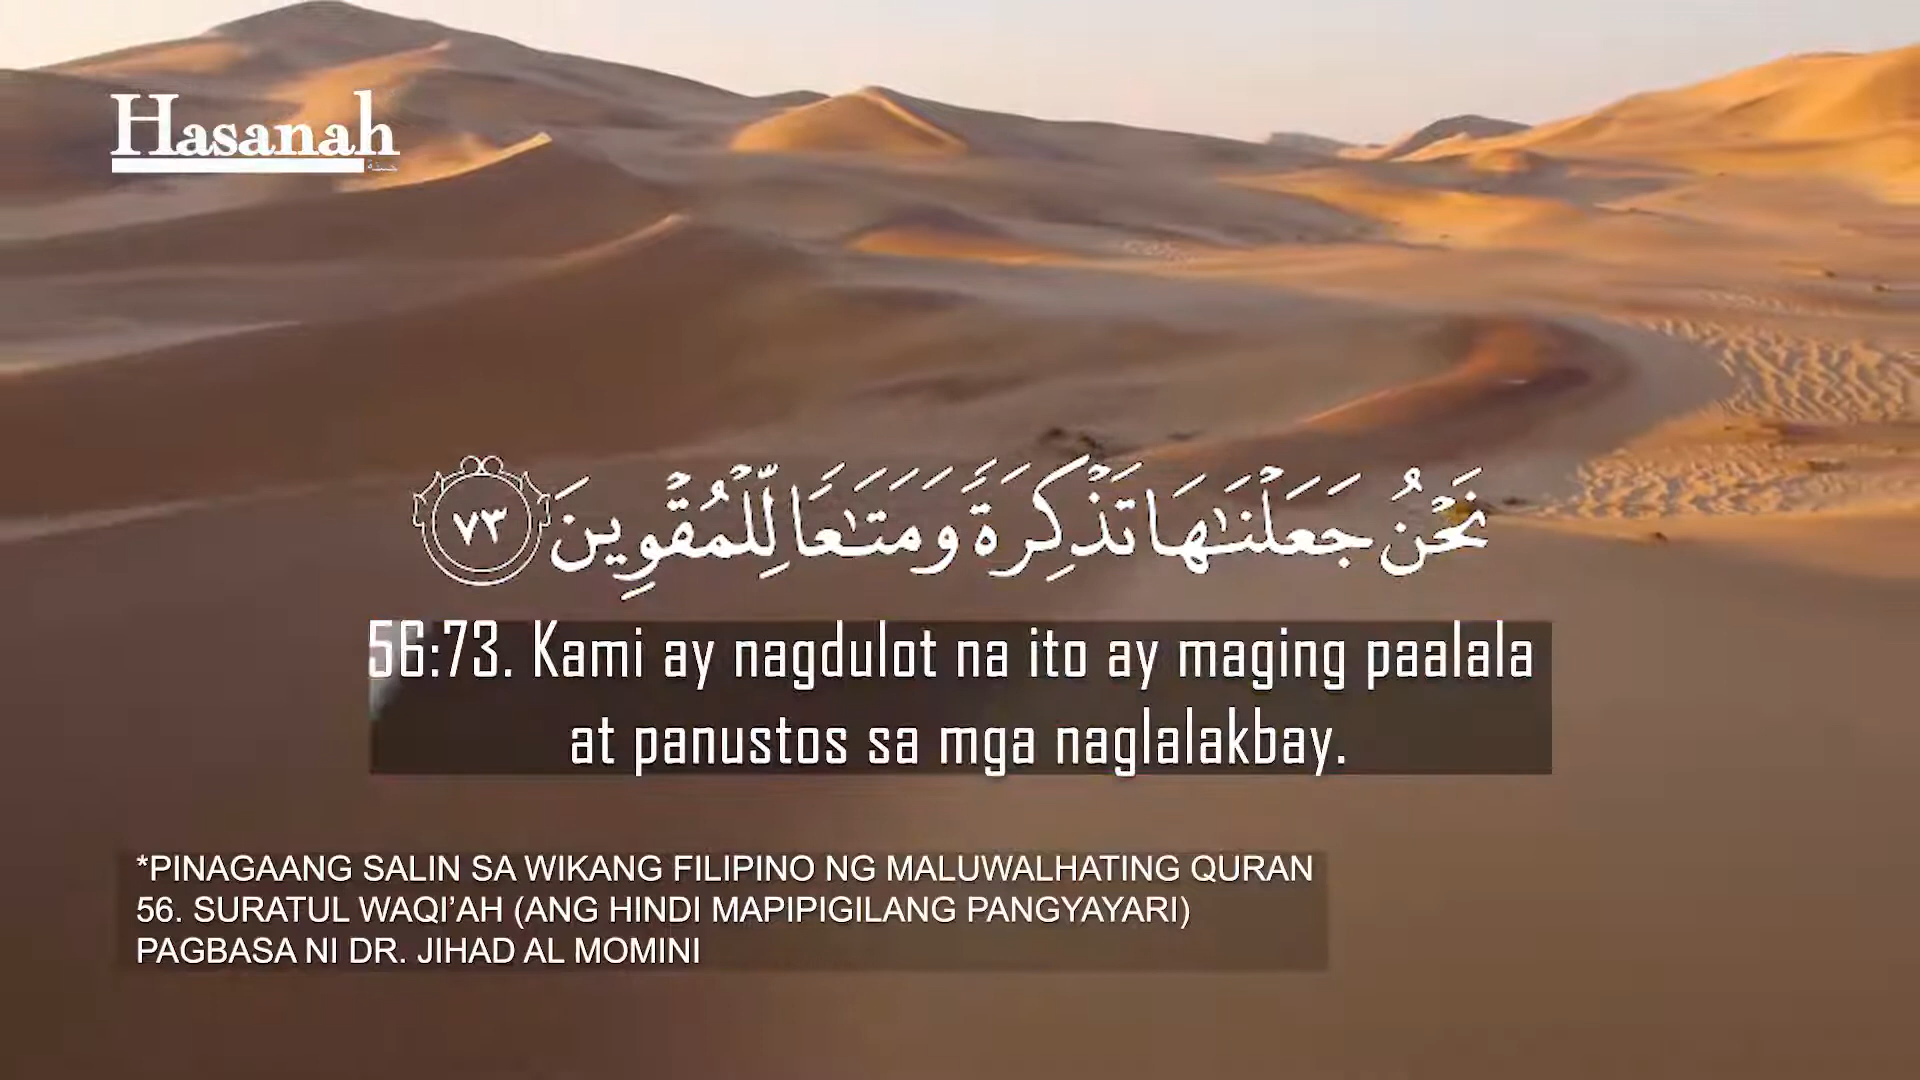 Hasanah
حسنة
نَحْنُ جَعَلْنَٰهَا تَذْكِرَةً وَمَتَٰعًا لِّلْمُقْوِينَ ٧٣
56:73. Kami ay nagdulot na ito ay maging paalala
at panustos sa mga naglalakbay.
*PINAGAANG SALIN SA WIKANG FILIPINO NG MALUWALHATING QURAN
56. SURATUL WAQI’AH (ANG HINDI MAPIPIGILANG PANGYAYARI)
PAGBASA NI DR. JIHAD AL MOMINI